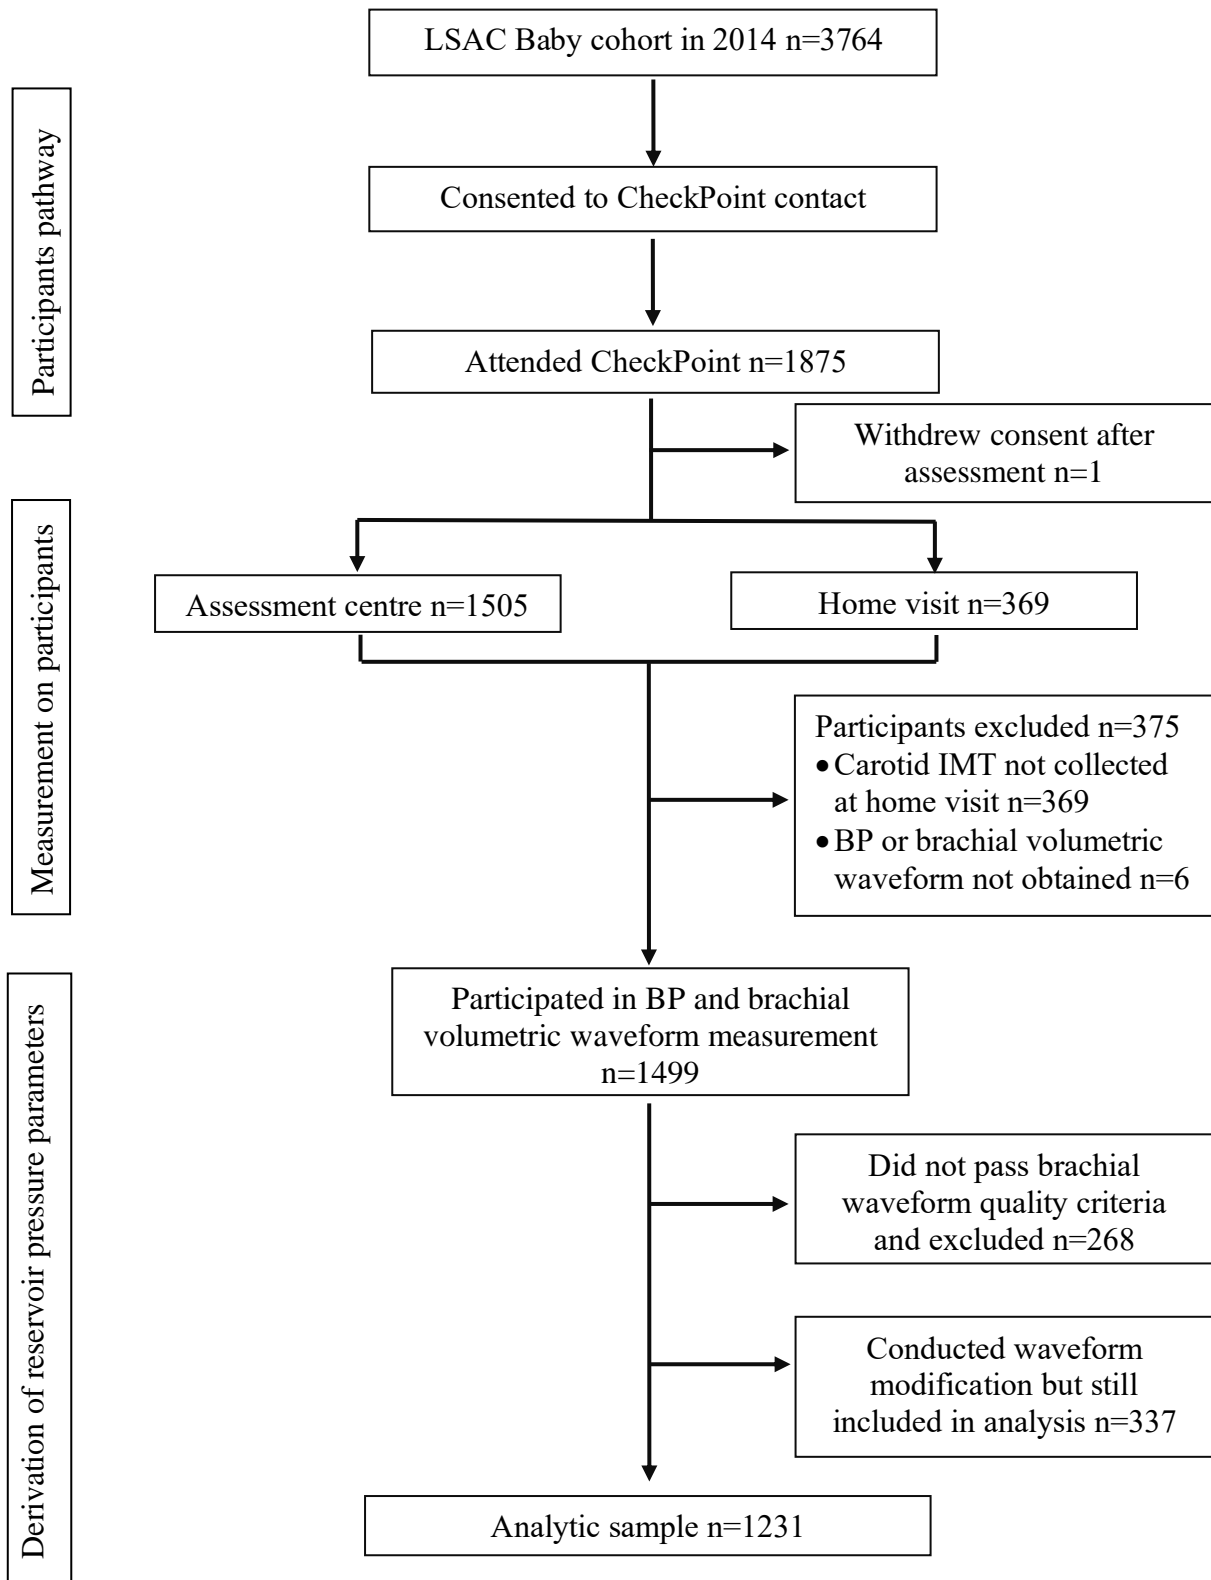 LSAC Baby cohort in 2014 n=3764
Participants pathway
Consented to CheckPoint contact
Attended CheckPoint n=1875
Withdrew consent after
assessment n=1
Measurement on participants
Assessment centre n=1505
Home visit n=369
Participants excluded n=375
•Carotid IMT not collected
at home visit n=369
•BP or brachial volumetric
waveform not obtained n=6
Derivation of reservoir pressure parameters
Participated in BP and brachial
volumetric waveform measurement
n=1499
Did not pass brachial
waveform quality criteria
and excluded n=268
Conducted waveform
modification but still
included in analysis n=337
Analytic sample n=1231